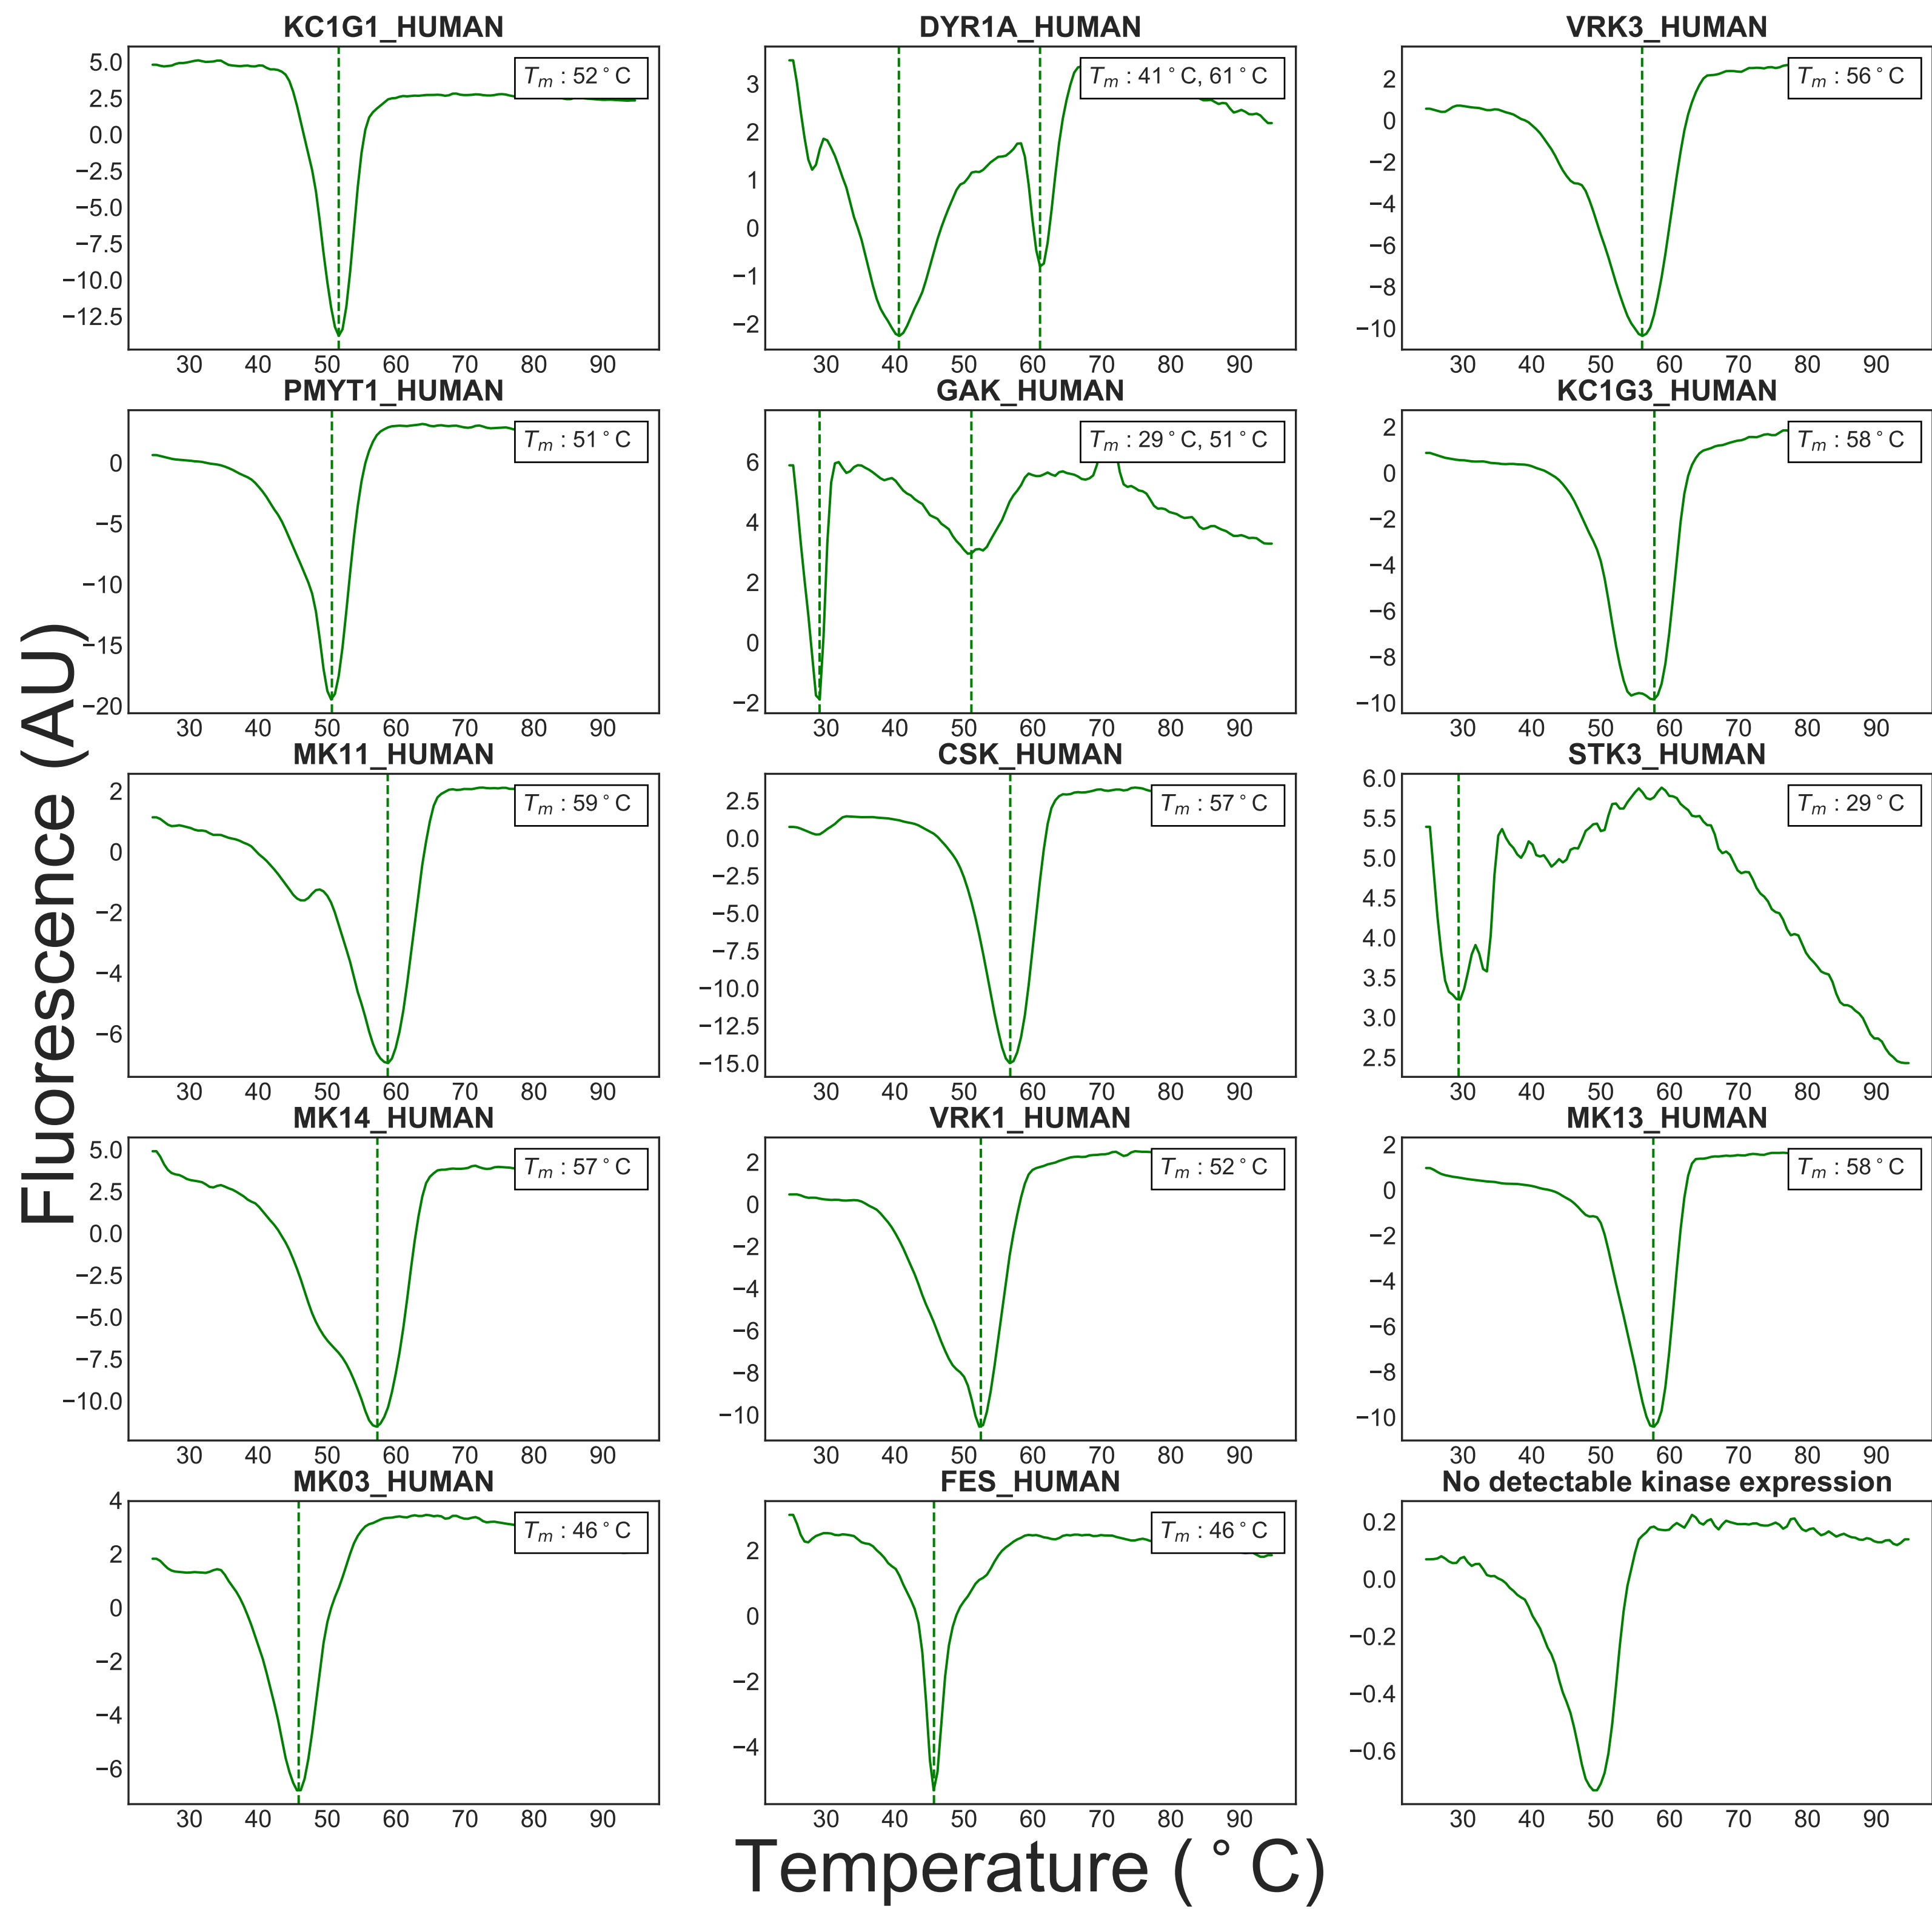 KC1G1_HUMAN
5.0
2.5
0.0
−2.5
−5.0
−7.5
−10.0
−12.5
30 40 50 60 70 80 90
Tm : 52°C
DYR1A_HUMAN
3
2
1
0
−1
−2
30 40 50 60 70 80 90
Tm : 41°C, 61°C
VRK3_HUMAN
2
0
−2
−4
−6
−8
−10
30 40 50 60 70 80 90
Tm : 56°C
PMYT1_HUMAN
0
−5
−10
−15
−20
30 40 50 60 70 80 90
Tm : 51°C
GAK_HUMAN
6
4
2
0
−2
30 40 50 60 70 80 90
Tm : 29°C, 51°C
KC1G3_HUMAN
2
0
−2
−4
−6
−8
−10
30 40 50 60 70 80 90
Tm : 58°C
MK11_HUMAN
2
0
−2
−4
−6
30 40 50 60 70 80 90
Tm : 59°C
CSK_HUMAN
2.5
0.0
−2.5
−5.0
−7.5
−10.0
−12.5
−15.0
30 40 50 60 70 80 90
Tm : 57°C
STK3_HUMAN
6.0
5.5
5.0
4.5
4.0
3.5
3.0
2.5
30 40 50 60 70 80 90
Tm : 29°C
MK14_HUMAN
5.0
2.5
0.0
−2.5
−5.0
−7.5
−10.0
30 40 50 60 70 80 90
Tm : 57°C
VRK1_HUMAN
2
0
−2
−4
−6
−8
−10
30 40 50 60 70 80 90
Tm : 52°C
MK13_HUMAN
2
0
−2
−4
−6
−8
−10
30 40 50 60 70 80 90
Tm : 58°C
MK03_HUMAN
4
2
0
−2
−4
−6
30 40 50 60 70 80 90
Tm : 46°C
FES_HUMAN
2
0
−2
−4
30 40 50 60 70 80 90
Tm : 46°C
No detectable kinase expression
0.2
0.0
−0.2
−0.4
−0.6
30 40 50 60 70 80 90
Fluorescence (AU)
Temperature (°C)